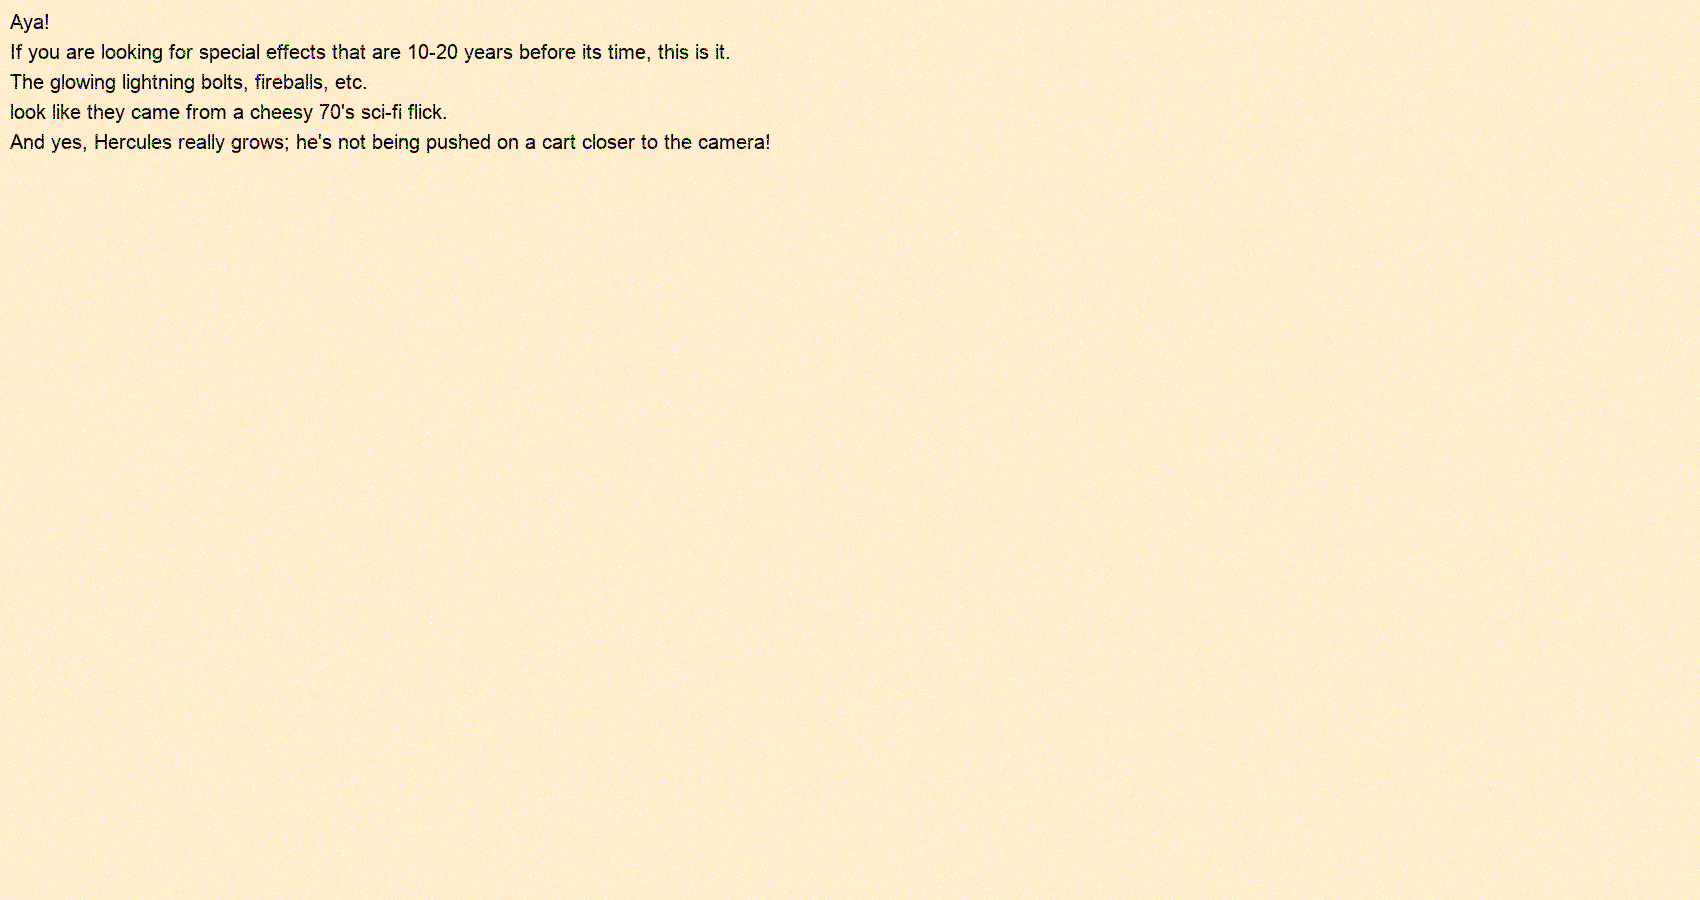 Aya!
If you are looking for special effects that are 10-20 years before its time, this is it.
The glowing lightning bolts, fireballs, etc.
look like they came from a cheesy 70's sci-fi flick.
And yes, Hercules really grows; he's not being pushed on a cart closer to the camera!